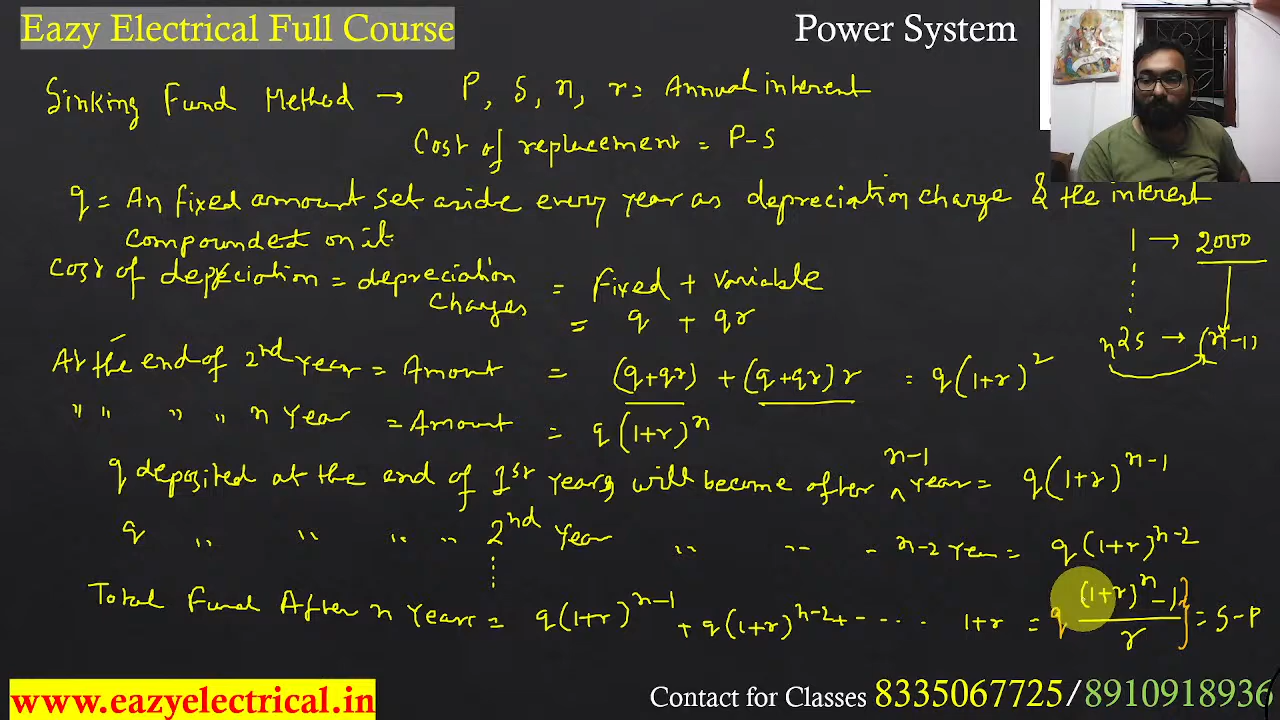 Eazy Electrical Full Course
Power System
Sinking Fund Method → P, S, n, r = Annual interest
Cost of replacement = P-S
q = An fixed amount set aside every year as depreciation charge & the interest
compounded on it
1 → 2000
Cost of depreciation = depreciation charges = fixed + variable
= q + qr
n25 →
At the end of 2nd year = Amount = (q+qr) + (q+qr)r = q(1+r)^2
" " " " n Year = Amount = q(1+r)^n
q deposited at the end of 1st years, will become after n-1 year = q(1+r)^n-1
q " " " " 2nd Year " " " n-2 Year = q(1+r)^n-2
Total Fund After n Years = q(1+r)^n-1 + q(1+r)^n-2 + - . . . 1+r = q {(1+r)^n - 1 / r} = S-P
www.eazyelectrical.in
Contact for Classes 8335067725/8910918936